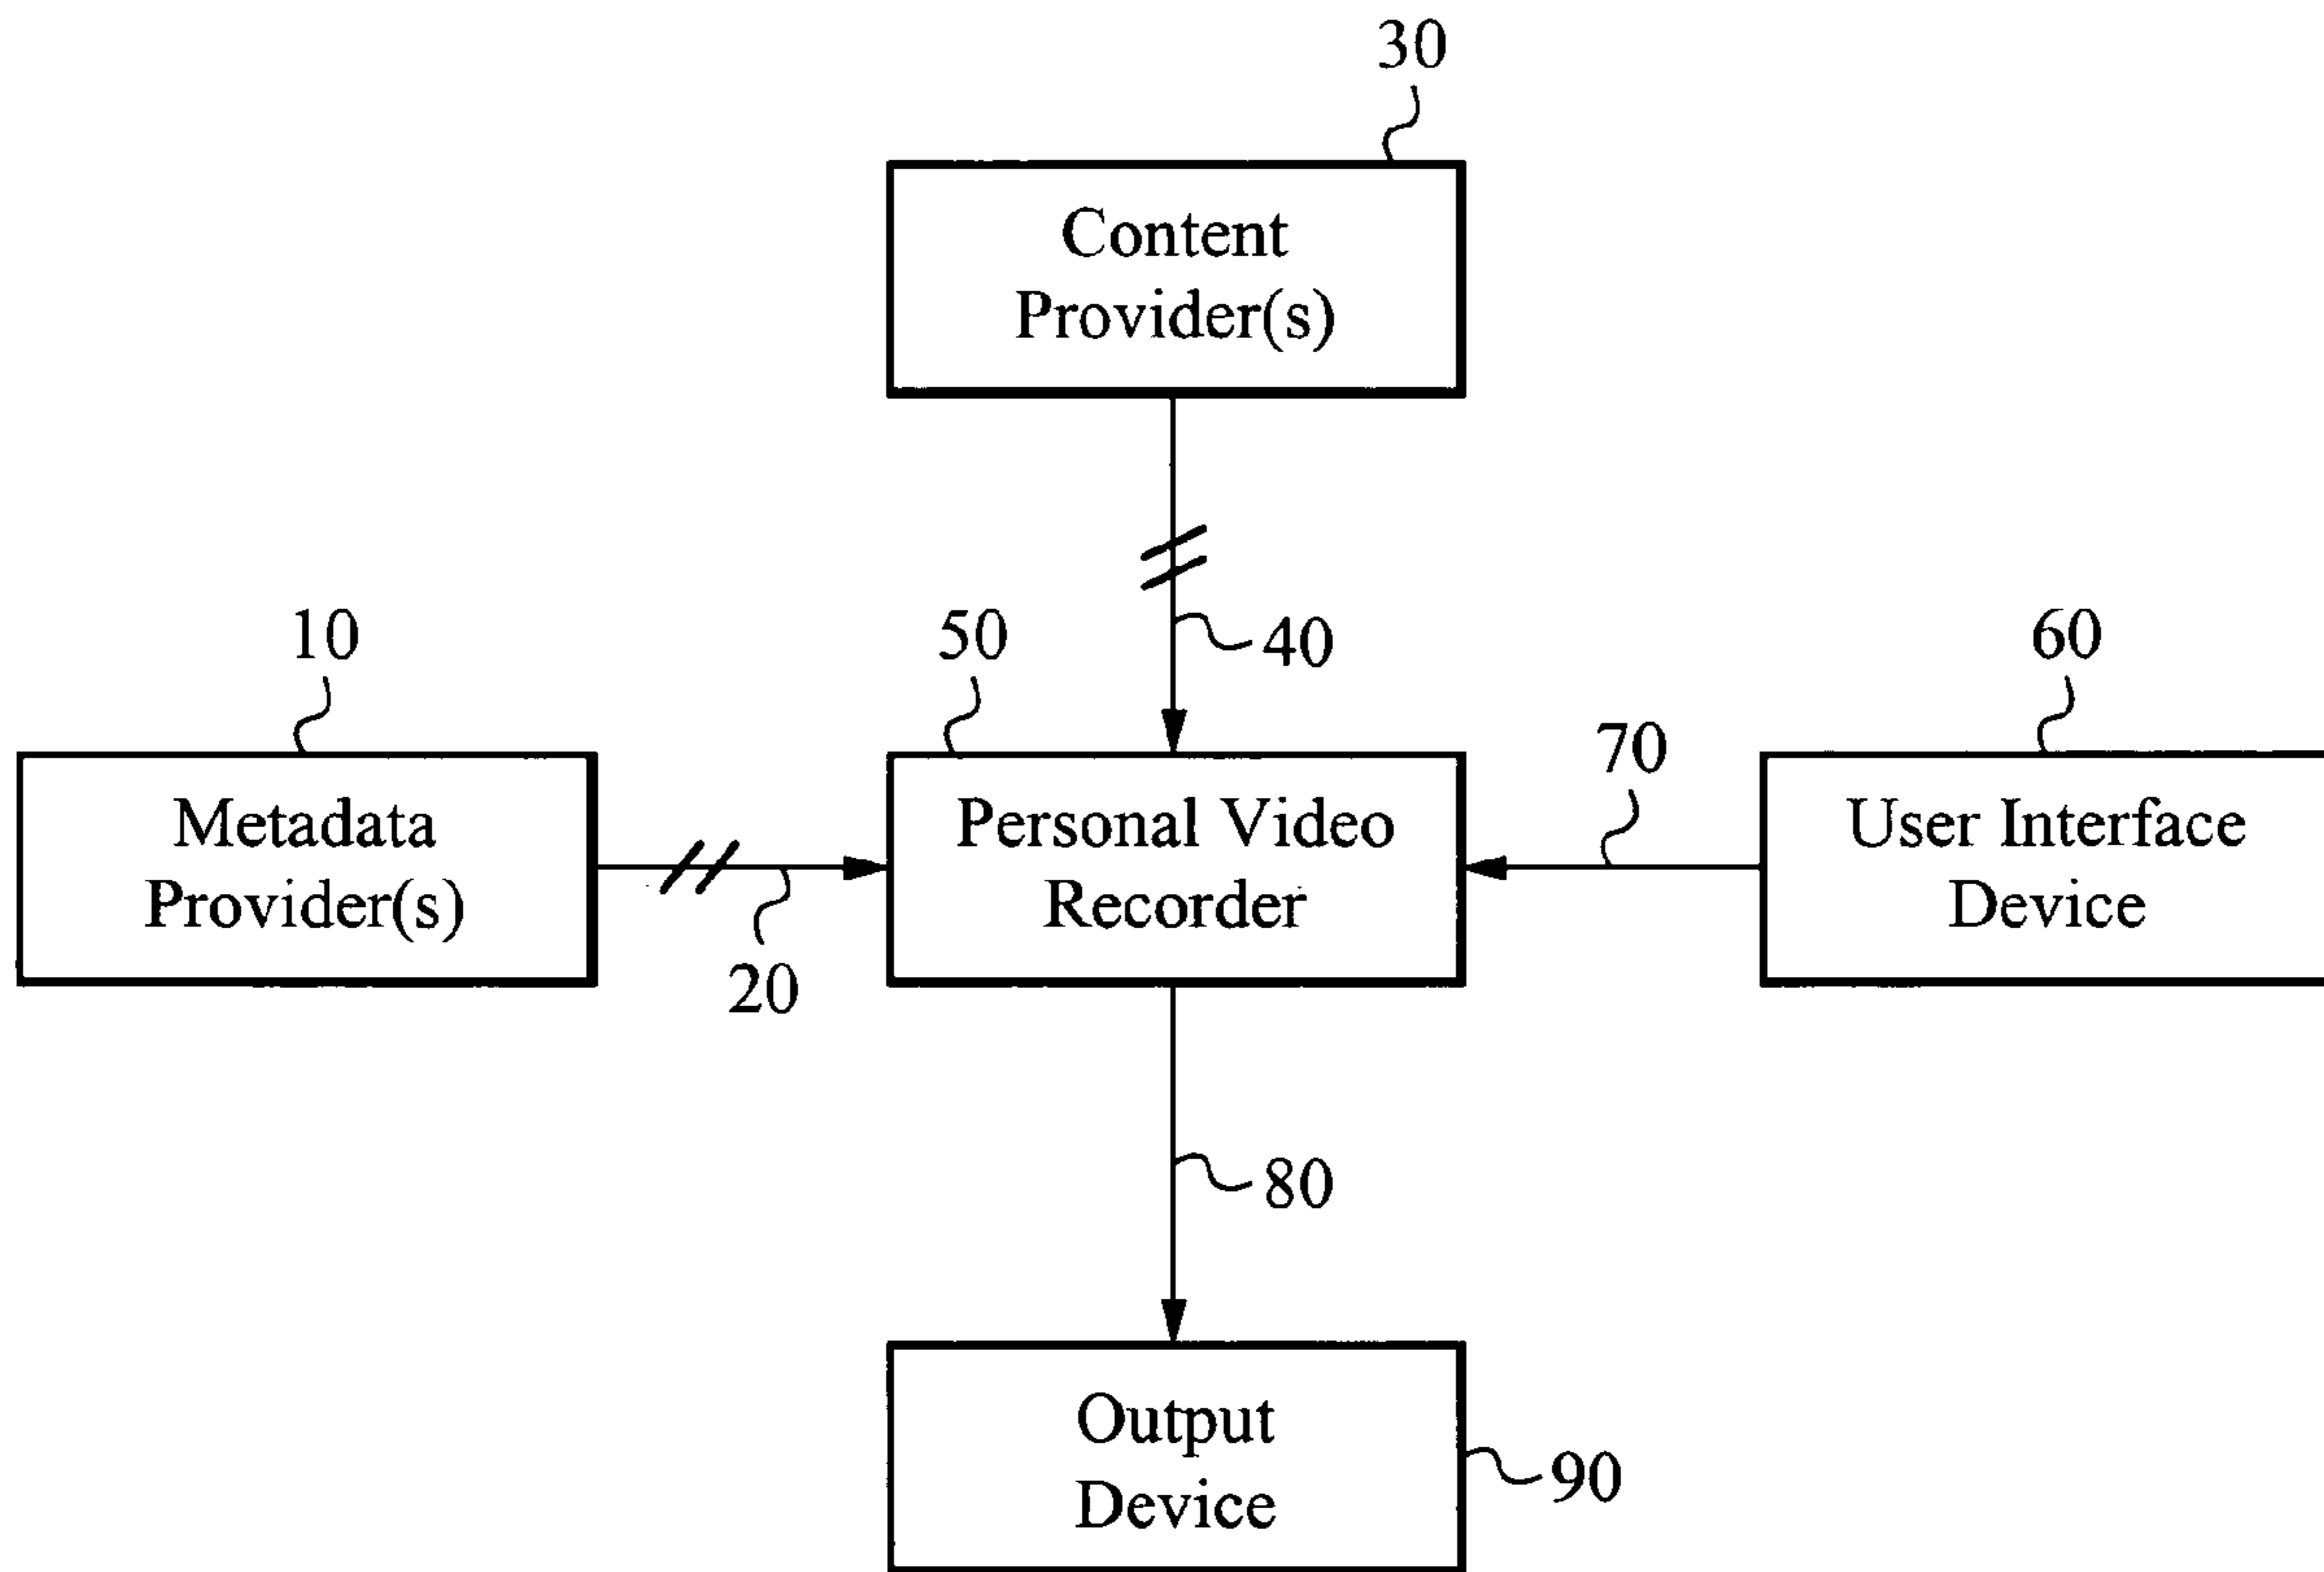 30
Content
Provider(s)
40
10
50
60
70
Metadata
Provider(s)
Personal Video
Recorder
User Interface
Device
20
80
Output
Device
90